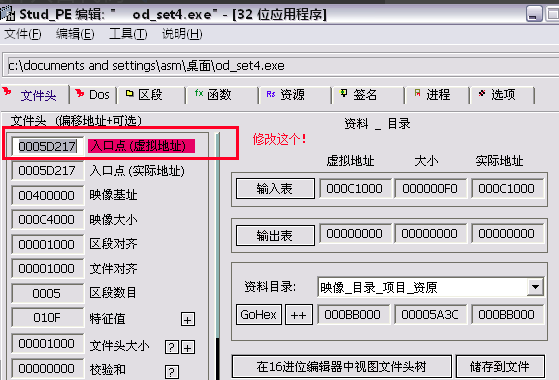 Stud_PE 编辑: "    od_set4.exe" - [32 位应用程序]
文件(F) 编辑(E) 工具(T) 说明(H)
c:\documents and settings\asm\桌面\od_set4.exe
文件头 Dos 区段 函数 资源 签名 进程 选项
文件头 (偏移地址+可选)
0005D217 入口点 (虚拟地址)
0005D217 入口点 (实际地址)
00400000 映像基址
000C4000 映像大小
00001000 区段对齐
00001000 文件对齐
0005 区段数目
010F 特征值 +
00001000 文件头大小 ? +
00000000 校验和 ? +
修改这个!
资料 _ 目录
虚拟地址 大小 实际地址
输入表 000C1000 000000F0 000C1000
输出表 00000000 00000000 00000000
资料目录: 映像_目录_项目_资原
GoHex ++ 000BB000 00005A3C 000BB000
在16进位编辑器中视图文件头树 储存到文件